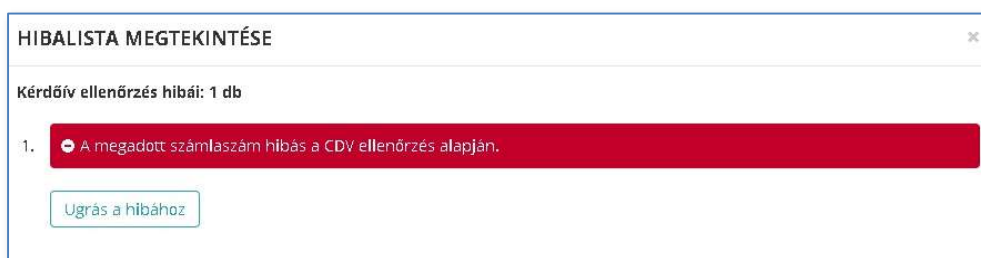 HIBALISTA MEGTEKINTÉSE
×
Kérdőív ellenőrzés hibái: 1 db
1. A megadott számlaszám hibás a CDV ellenőrzés alapján.
Ugrás a hibához